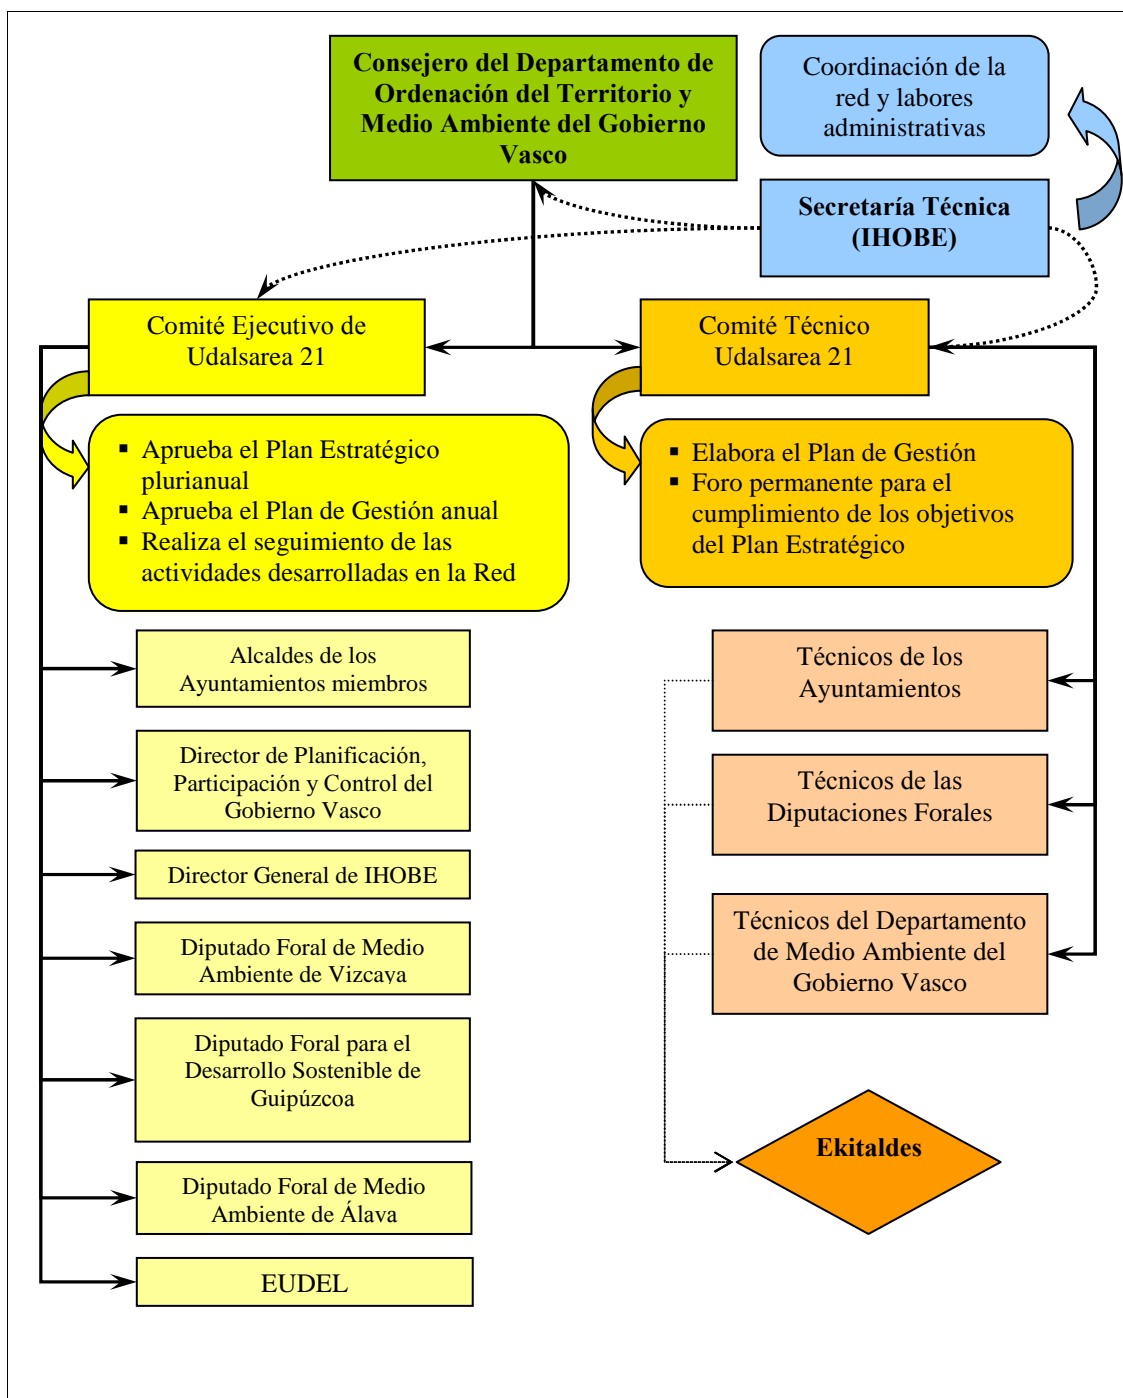 Consejero del Departamento de
Ordenación del Territorio y
Medio Ambiente del Gobierno
Vasco
Coordinación de la
red y labores
administrativas
Secretaría Técnica
(IHOBE)
Comité Ejecutivo de
Udalsarea 21
Comité Técnico
Udalsarea 21
▪ Aprueba el Plan Estratégico
plurianual
▪ Aprueba el Plan de Gestión anual
▪ Realiza el seguimiento de las
actividades desarrolladas en la Red
▪ Elabora el Plan de Gestión
▪ Foro permanente para el
cumplimiento de los objetivos
del Plan Estratégico
Alcaldes de los
Ayuntamientos miembros
Director de Planificación,
Participación y Control del
Gobierno Vasco
Director General de IHOBE
Diputado Foral de Medio
Ambiente de Vizcaya
Diputado Foral para el
Desarrollo Sostenible de
Guipúzcoa
Diputado Foral de Medio
Ambiente de Álava
EUDEL
Técnicos de los
Ayuntamientos
Técnicos de las
Diputaciones Forales
Técnicos del Departamento
de Medio Ambiente del
Gobierno Vasco
Ekitaldes